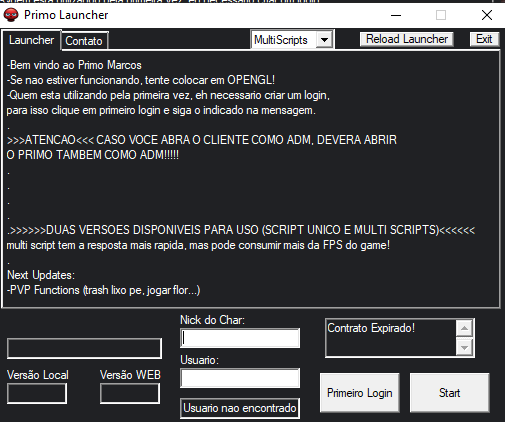 Primo Launcher
Launcher
Contato
MultiScripts
Reload Launcher
Exit
-Bem vindo ao Primo Marcos
-Se nao estiver funcionando, tente colocar em OPENGL!
-Quem esta utilizando pela primeira vez, eh necessario criar um login,
para isso clique em primeiro login e siga o indicado na mensagem.
.
>>>ATENCAO<<< CASO VOCE ABRA O CLIENTE COMO ADM, DEVERA ABRIR
O PRIMO TAMBEM COMO ADM!!!!!
.
.
.
.
.>>>>>>DUAS VERSOES DISPONIVEIS PARA USO (SCRIPT UNICO E MULTI SCRIPTS)<<<<<<
multi script tem a resposta mais rapida, mas pode consumir mais da FPS do game!
.
Next Updates:
-PVP Functions (trash lixo pe, jogar flor...)
Nick do Char:
Contrato Expirado!
Usuario:
Versão Local
Versão WEB
Primeiro Login
Start
Usuario nao encontrado